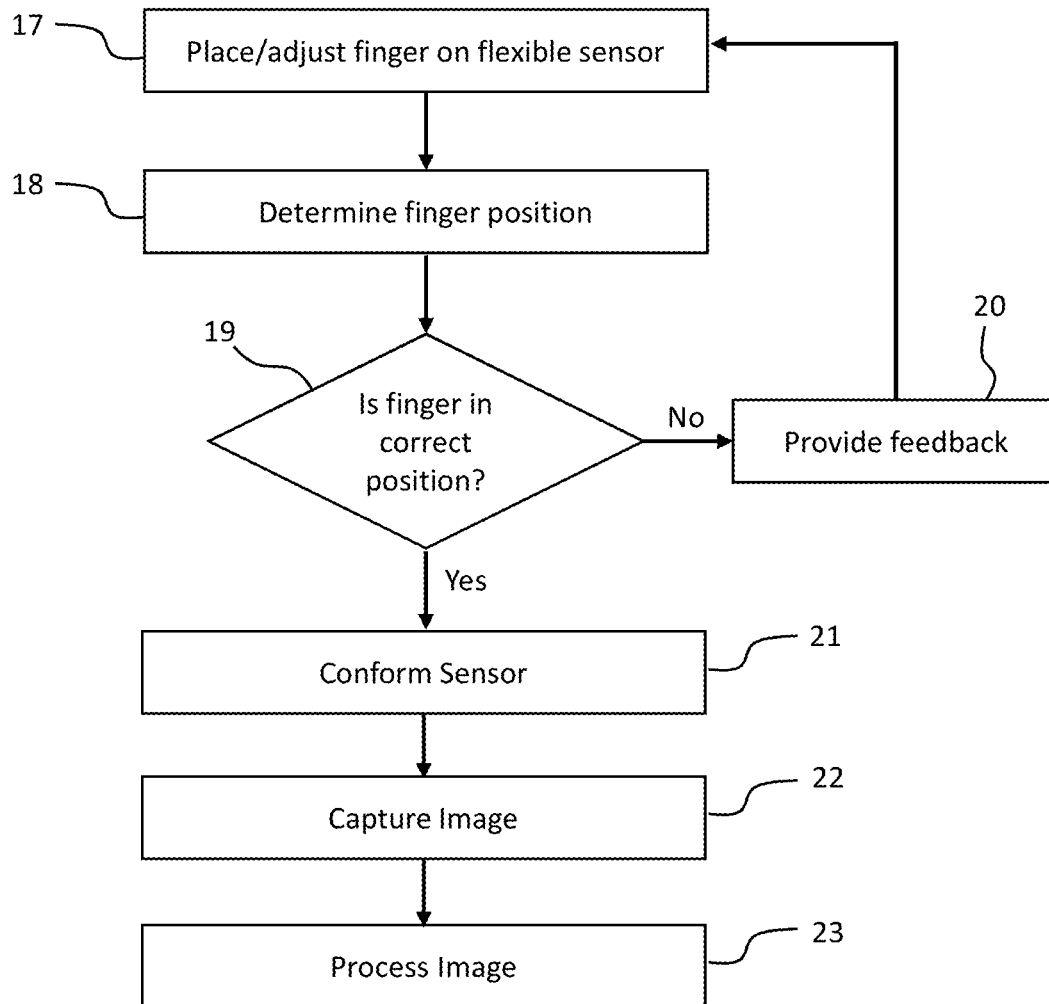 17
Place/adjust finger on flexible sensor
18
Determine finger position
19
Is finger in
correct
position?
No
20
Provide feedback
Yes
Conform Sensor
21
Capture Image
22
Process Image
23